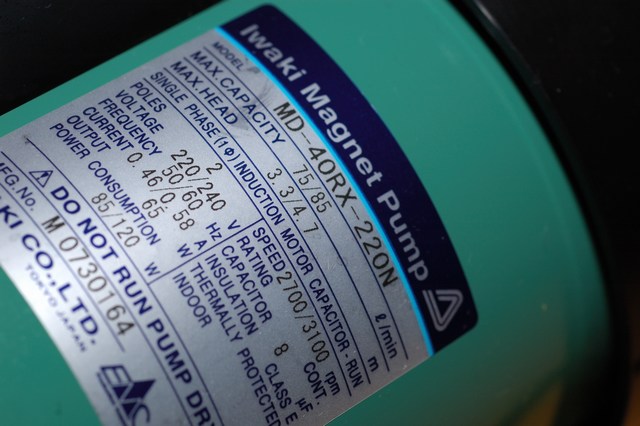 Iwaki Magnet Pump
MODEL MD-40RX-220N
MAX.CAPACITY 75/85 ℓ/min
MAX.HEAD 3.3/4.7 m
SINGLE PHASE (1Φ) INDUCTION MOTOR CAPACITOR-RUN
POLES 2 SPEED 2700/3100 rpm
VOLTAGE 220/240 V RATING CONT.
FREQUENCY 50/60 Hz CAPACITOR 8 μF
CURRENT 0.46/0.58 A INSULATION CLASS E
OUTPUT 65 W THERMALLY PROTECTED
POWER CONSUMPTION 85/120 W INDOOR
DO NOT RUN PUMP DRY
MFG.No. M0730164
KI CO.,LTD.
TOKYO JAPAN
EMC